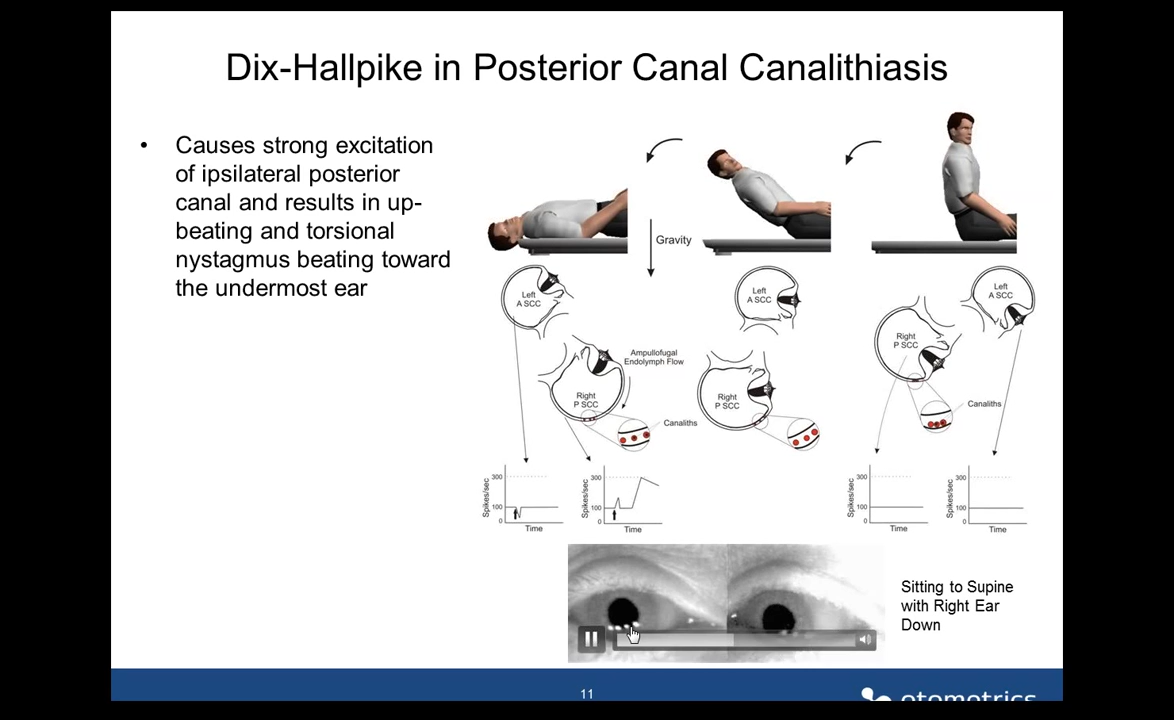 Dix-Hallpike in Posterior Canal Canalithiasis
• Causes strong excitation
of ipsilateral posterior
canal and results in up-
beating and torsional
nystagmus beating toward
the undermost ear
Gravity
Left
A SCC
Ampullofugal
Endolymph Flow
Right
P SCC
Canaliths
Left
A SCC
Right
P SCC
Left
A SCC
Right
P SCC
Canaliths
Spikes/sec
300
100
0
Time
Spikes/sec
300
100
0
Time
Spikes/sec
300
100
0
Time
Spikes/sec
300
100
0
Time
Sitting to Supine
with Right Ear
Down
11
otometrics